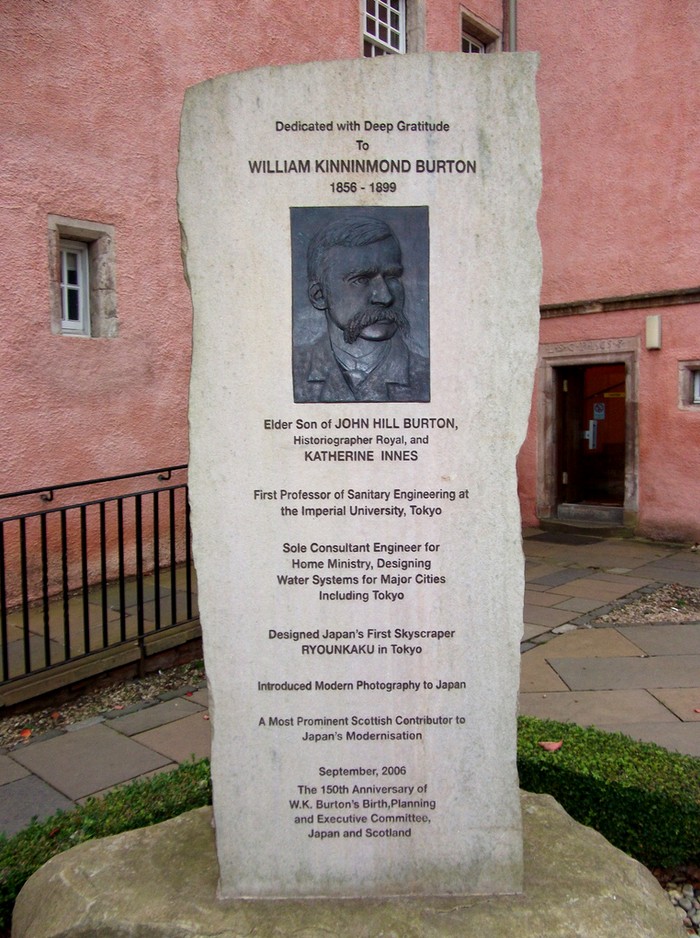 Dedicated with Deep Gratitude
To
WILLIAM KINNINMOND BURTON
1856 - 1899
Elder Son of JOHN HILL BURTON,
Historiographer Royal, and
KATHERINE INNES
First Professor of Sanitary Engineering at
the Imperial University, Tokyo
Sole Consultant Engineer for
Home Ministry, Designing
Water Systems for Major Cities
Including Tokyo
Designed Japan's First Skyscraper
RYOUNKAKU in Tokyo
Introduced Modern Photography to Japan
A Most Prominent Scottish Contributor to
Japan's Modernisation
September, 2006
The 150th Anniversary of
W.K. Burton's Birth,Planning
and Executive Committee,
Japan and Scotland